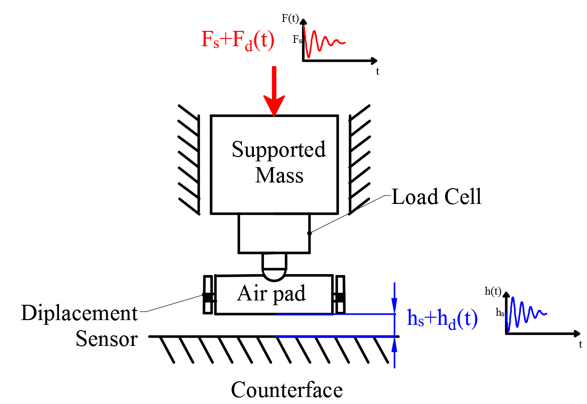 F(t)
Fs
t
Fs+Fd(t)
Supported
Mass
Load Cell
Air pad
Diplacement
Sensor
hs+hd(t)
h(t)
hs
t
Counterface